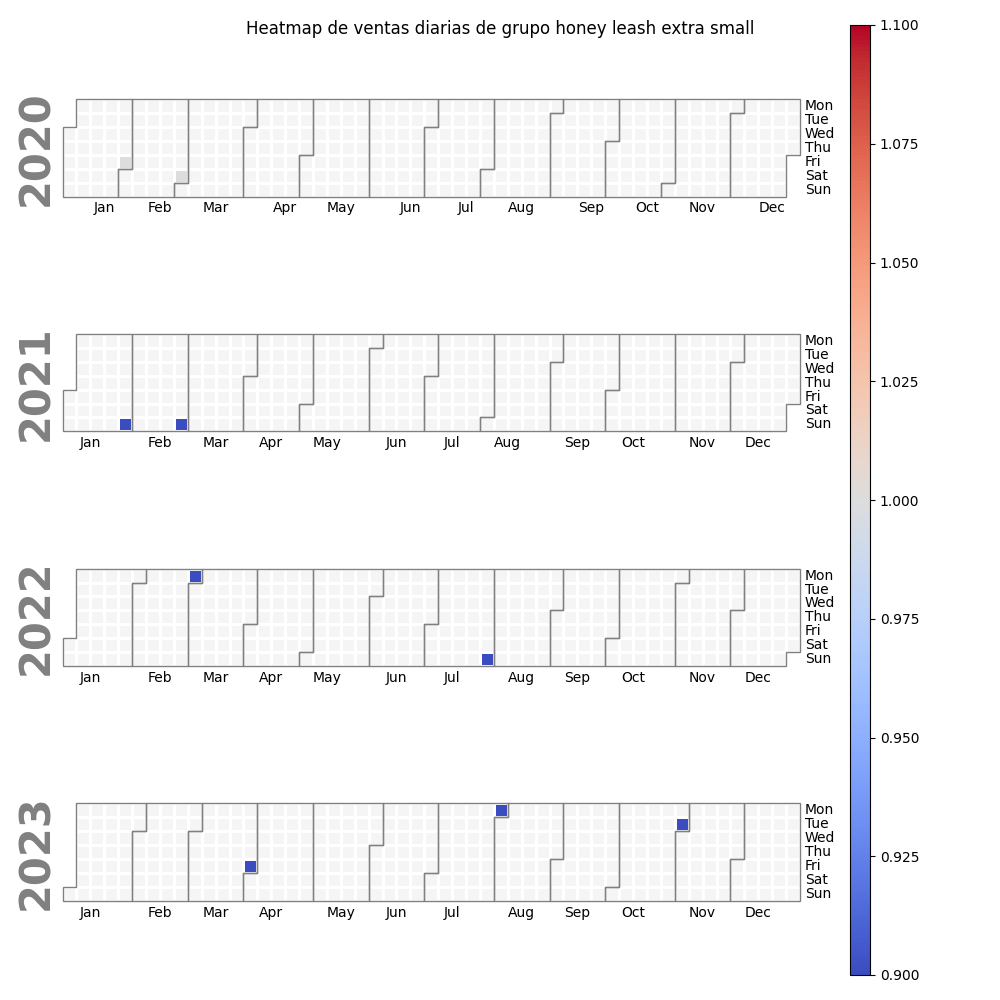 Heatmap de ventas diarias de grupo honey leash extra small
1.100
1.075
1.050
1.025
1.000
0.975
0.950
0.925
0.900
2020
Mon
Tue
Wed
Thu
Fri
Sat
Sun
Jan Feb Mar Apr May Jun Jul Aug Sep Oct Nov Dec
2021
Mon
Tue
Wed
Thu
Fri
Sat
Sun
Jan Feb Mar Apr May Jun Jul Aug Sep Oct Nov Dec
2022
Mon
Tue
Wed
Thu
Fri
Sat
Sun
Jan Feb Mar Apr May Jun Jul Aug Sep Oct Nov Dec
2023
Mon
Tue
Wed
Thu
Fri
Sat
Sun
Jan Feb Mar Apr May Jun Jul Aug Sep Oct Nov Dec